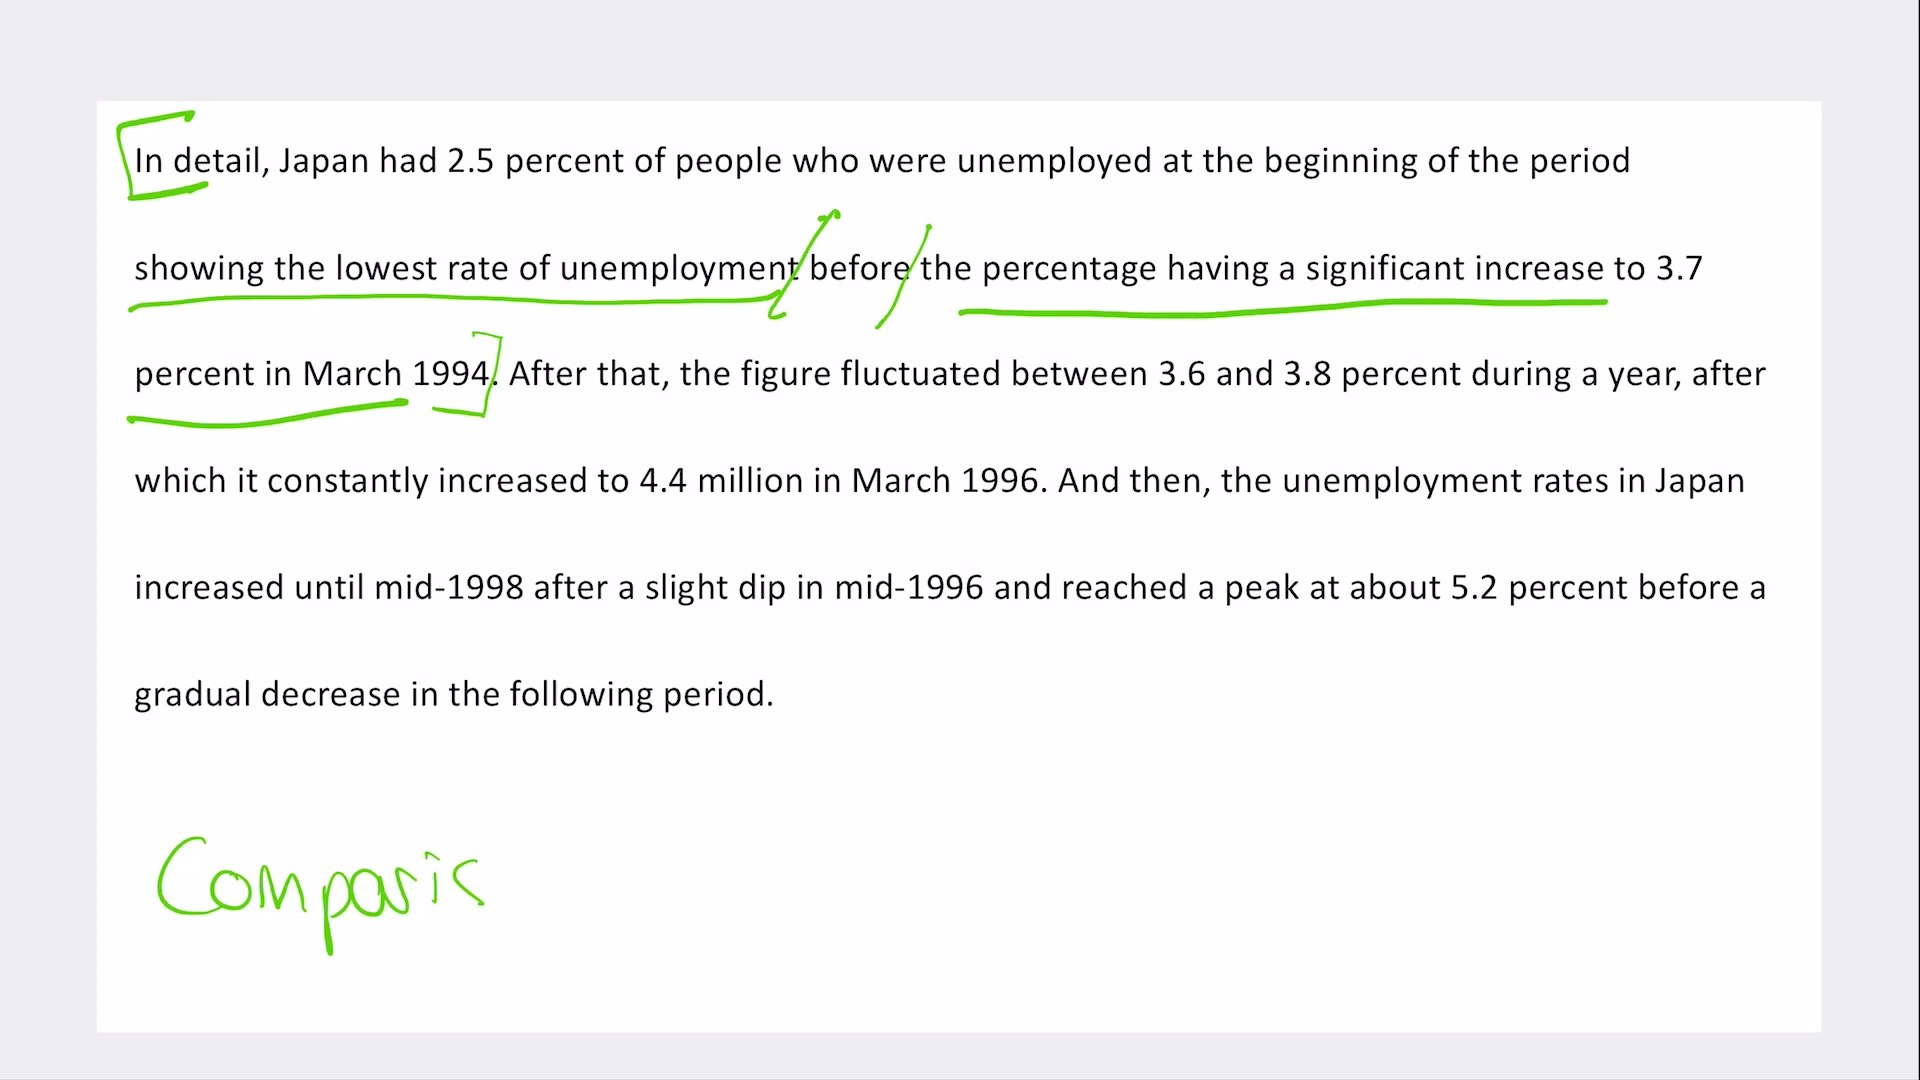 In detail, Japan had 2.5 percent of people who were unemployed at the beginning of the period
showing the lowest rate of unemployment before the percentage having a significant increase to 3.7
percent in March 1994. After that, the figure fluctuated between 3.6 and 3.8 percent during a year, after
which it constantly increased to 4.4 million in March 1996. And then, the unemployment rates in Japan
increased until mid-1998 after a slight dip in mid-1996 and reached a peak at about 5.2 percent before a
gradual decrease in the following period.
Comparis